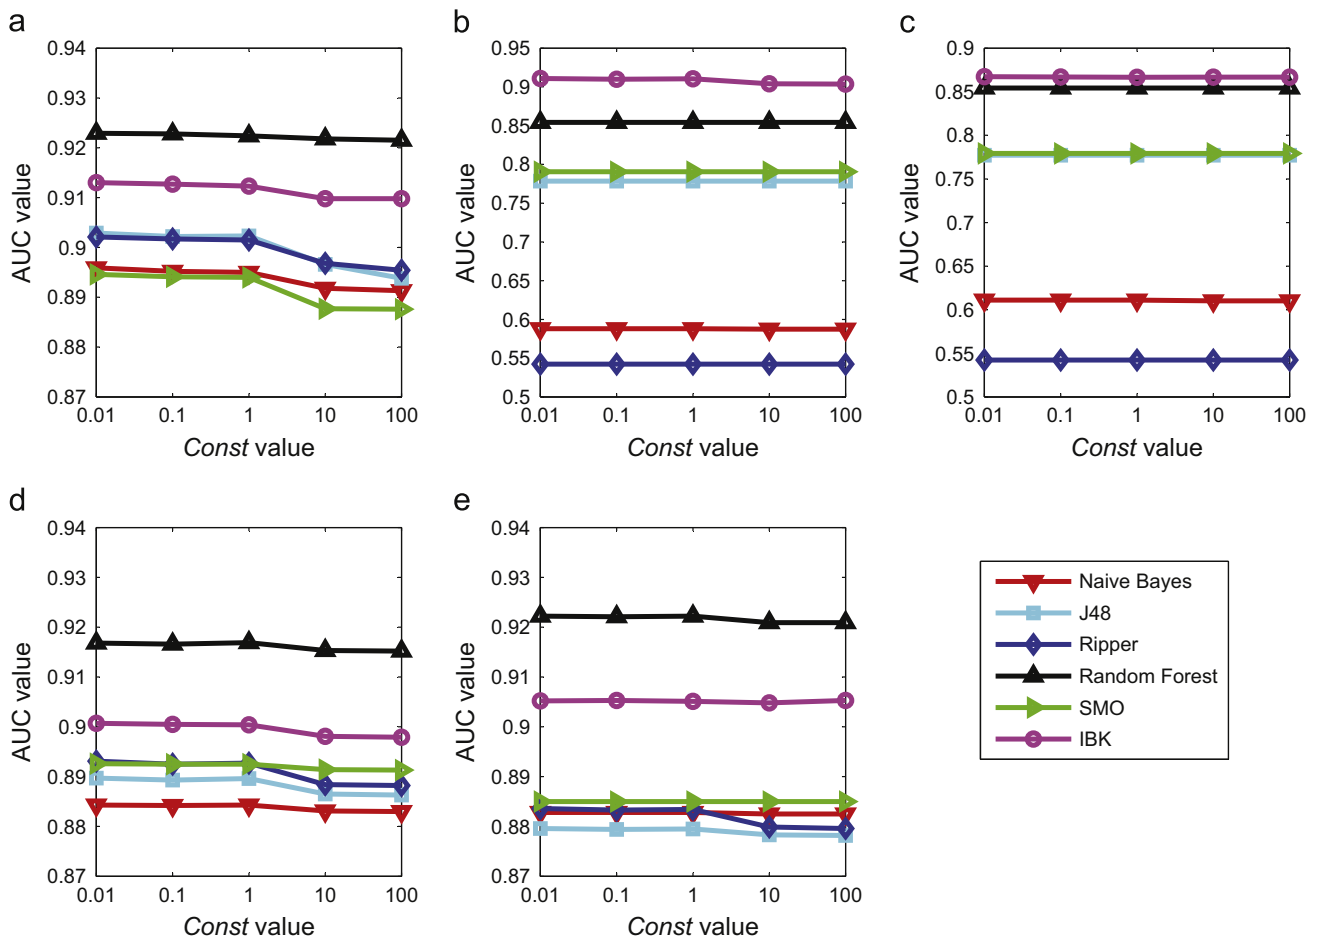 a
0.94
0.93
0.92
0.91
0.9
0.89
0.88
0.87
AUC value
0.01 0.1 1 10 100
Const value
b
0.95
0.9
0.85
0.8
0.75
0.7
0.65
0.6
0.55
0.5
AUC value
0.01 0.1 1 10 100
Const value
c
0.9
0.85
0.8
0.75
0.7
0.65
0.6
0.55
0.5
AUC value
0.01 0.1 1 10 100
Const value
d
0.94
0.93
0.92
0.91
0.9
0.89
0.88
0.87
AUC value
0.01 0.1 1 10 100
Const value
e
0.94
0.93
0.92
0.91
0.9
0.89
0.88
0.87
AUC value
0.01 0.1 1 10 100
Const value
Naive Bayes
J48
Ripper
Random Forest
SMO
IBK